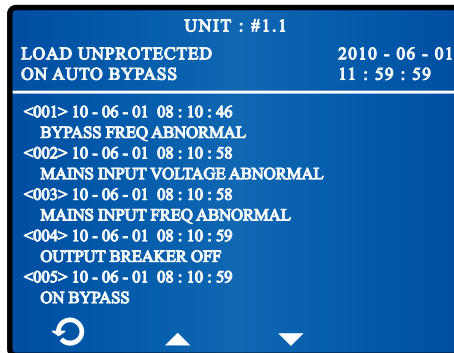 UNIT : #1.1
LOAD UNPROTECTED 2010 - 06 - 01
ON AUTO BYPASS 11 : 59 : 59
<001> 10 - 06 - 01 08 : 10 : 46
BYPASS FREQ ABNORMAL
<002> 10 - 06 - 01 08 : 10 : 58
MAINS INPUT VOLTAGE ABNORMAL
<003> 10 - 06 - 01 08 : 10 : 58
MAINS INPUT FREQ ABNORMAL
<004> 10 - 06 - 01 08 : 10 : 59
OUTPUT BREAKER OFF
<005> 10 - 06 - 01 08 : 10 : 59
ON BYPASS